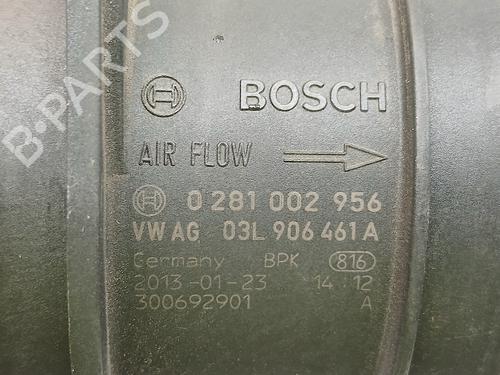 BOSCH
AIR FLOW
0 281 002 956
VW AG 03L 906 461 A
Germany BPK 816
2013-01-23 14:12
300692901 A
B-PARTS